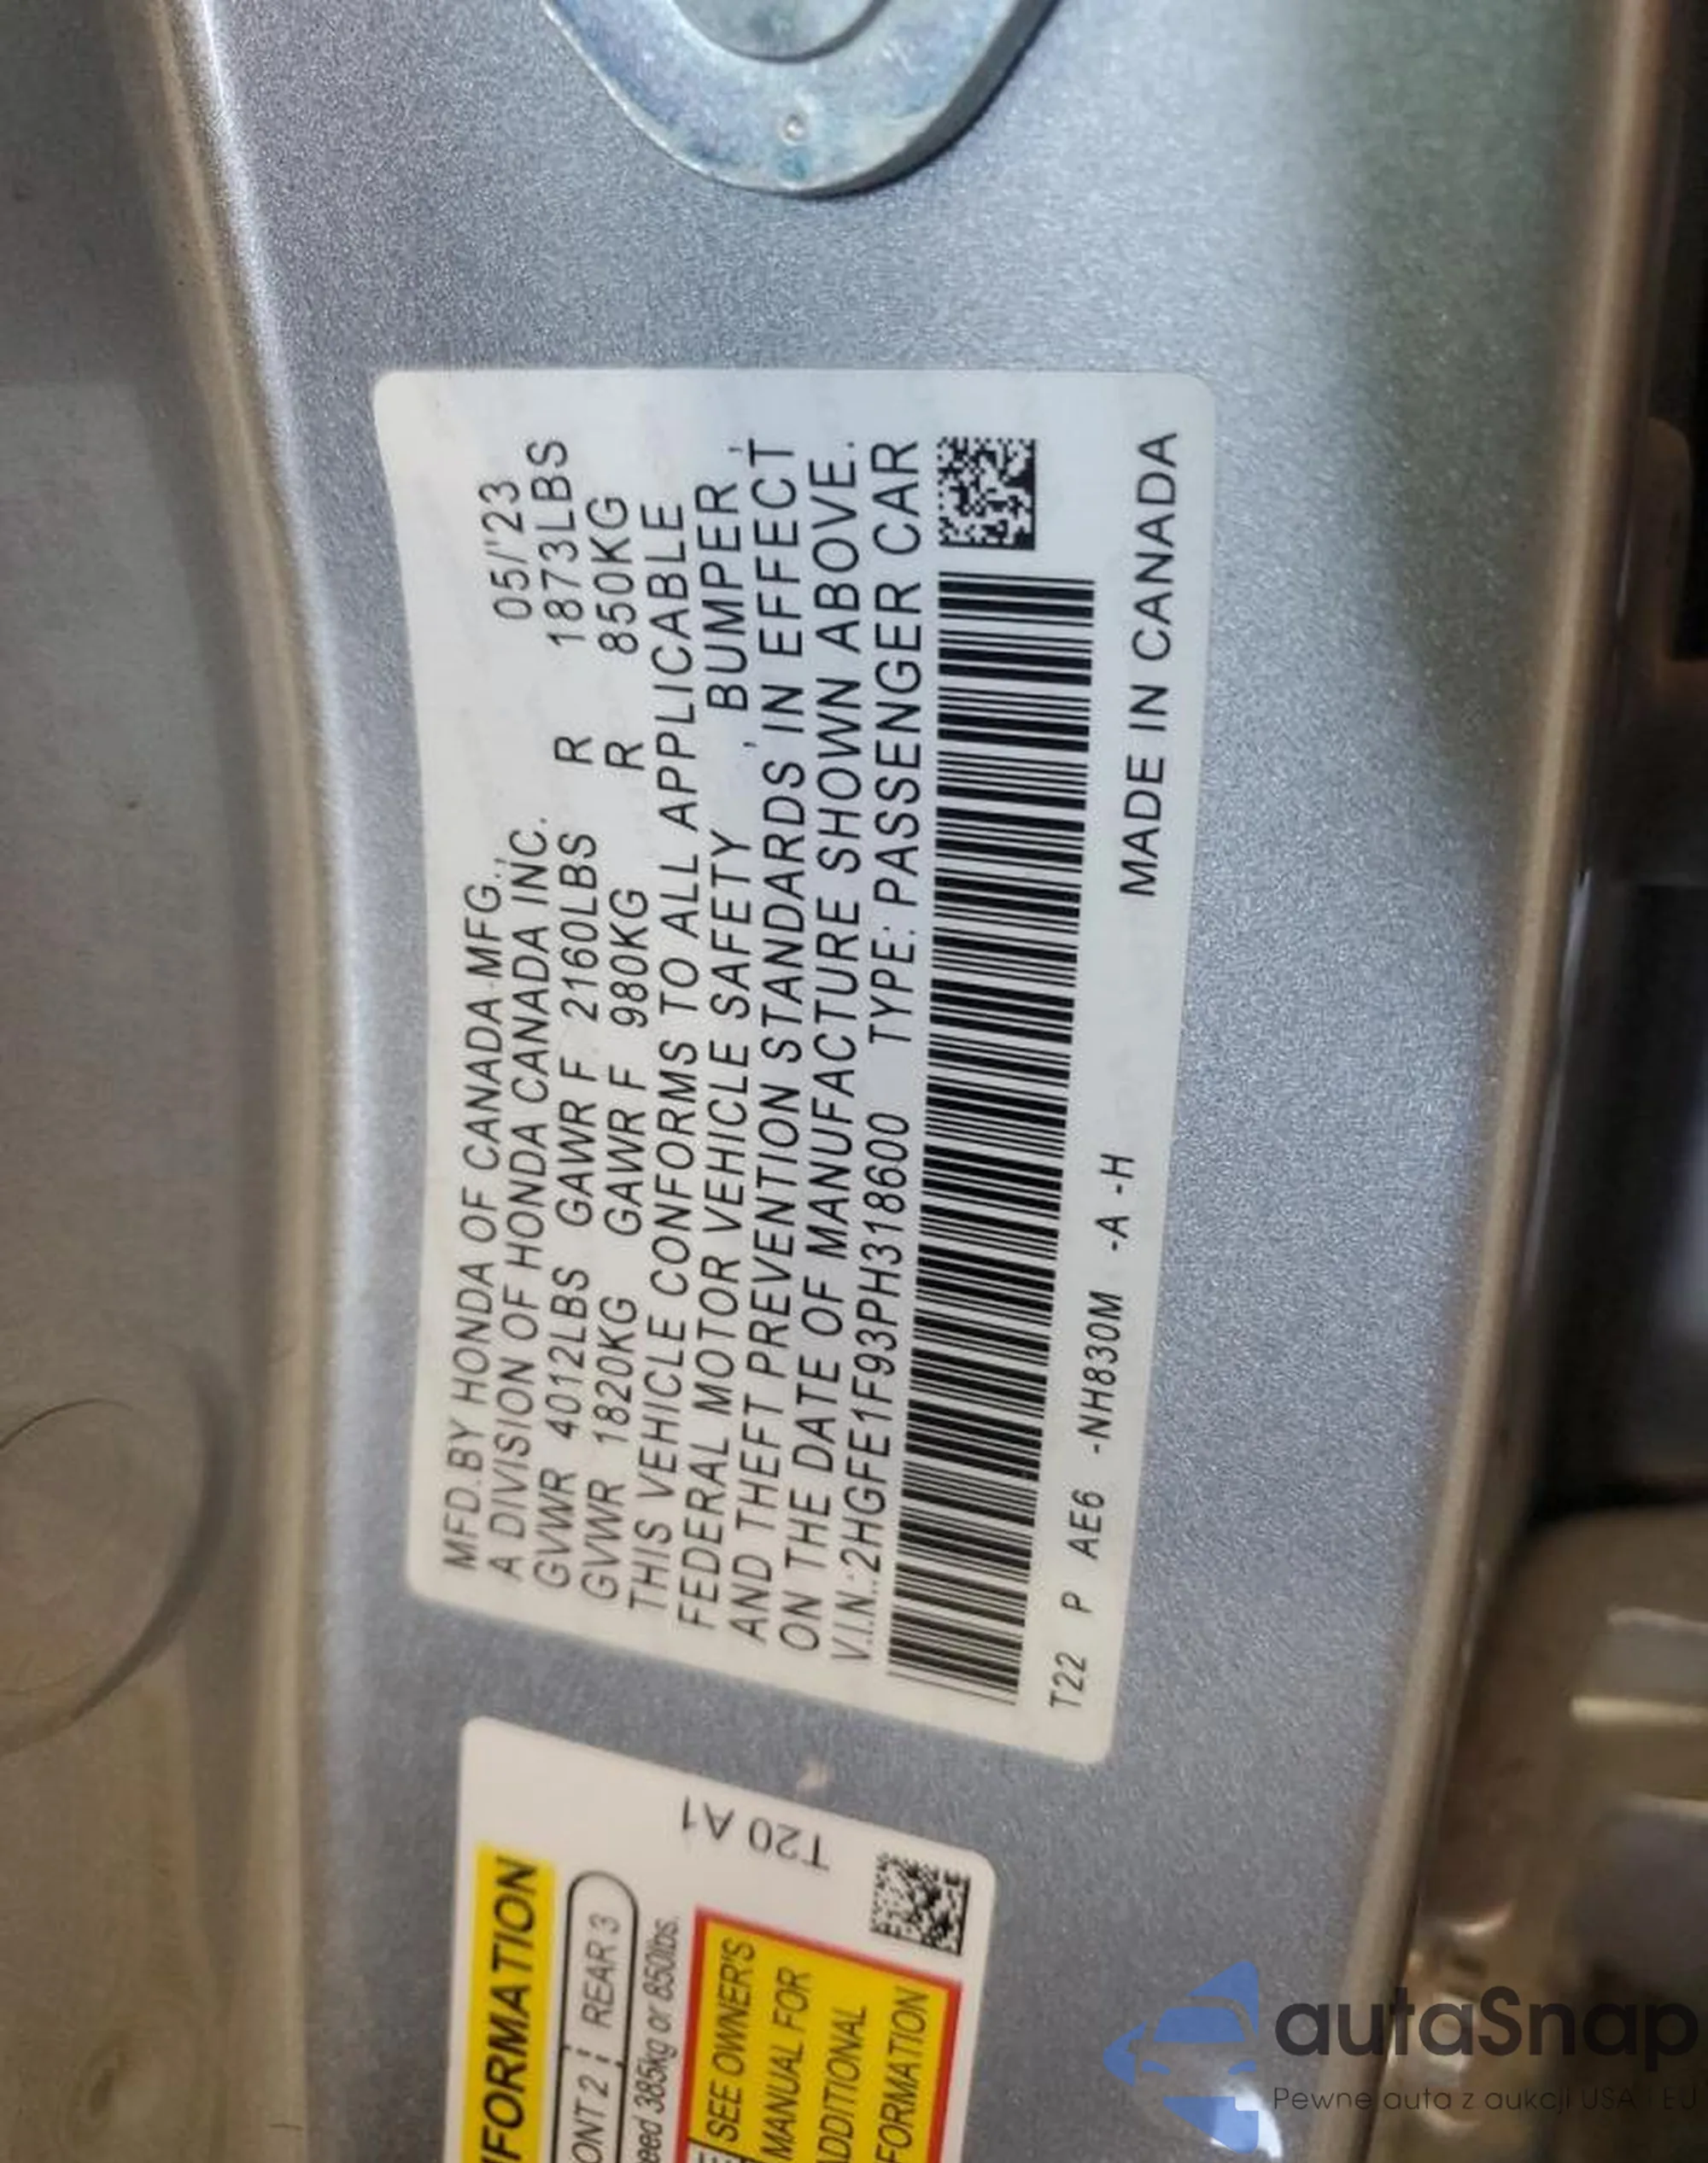 MFD.BY HONDA OF CANADA MFG.,
A DIVISION OF HONDA CANADA INC. 05/'23
GVWR 4012LBS GAWR F 2160LBS R 1873LBS
GVWR 1820KG GAWR F 980KG R 850KG
THIS VEHICLE CONFORMS TO ALL APPLICABLE
FEDERAL MOTOR VEHICLE SAFETY , BUMPER ,
AND THEFT PREVENTION STANDARDS IN EFFECT
ON THE DATE OF MANUFACTURE SHOWN ABOVE.
V.I.N.:2HGFE1F93PH318600 TYPE: PASSENGER CAR
T22 P AE6 -NH830M -A -H MADE IN CANADA
T20 A1
FORMATION
ONT 2 REAR 3
eed 385kg or 850lbs.
SEE OWNER'S
MANUAL FOR
ADDITIONAL
FORMATION
autaSnap
Pewne auta z aukcji USA i EU